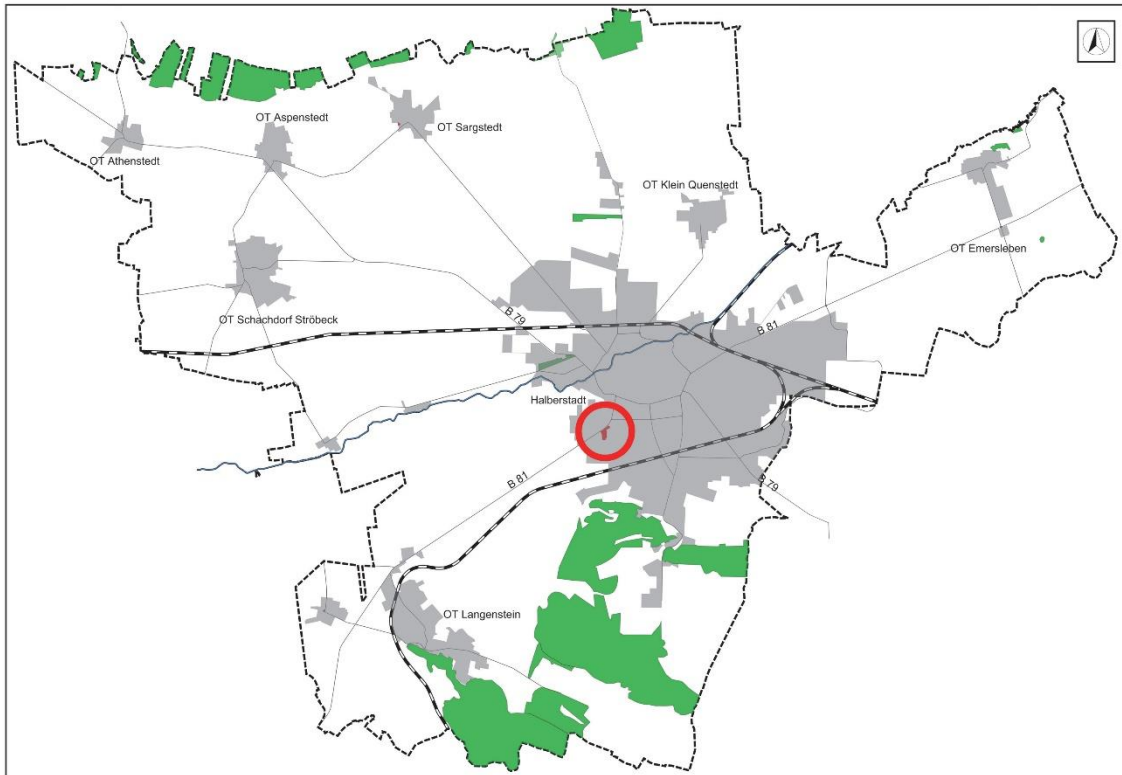 OT Aspenstedt
OT Sargstedt
OT Athenstedt
OT Klein Quenstedt
OT Emersleben
OT Schachdorf Ströbeck
B 79
B 81
Halberstadt
B 81
B 79
OT Langenstein